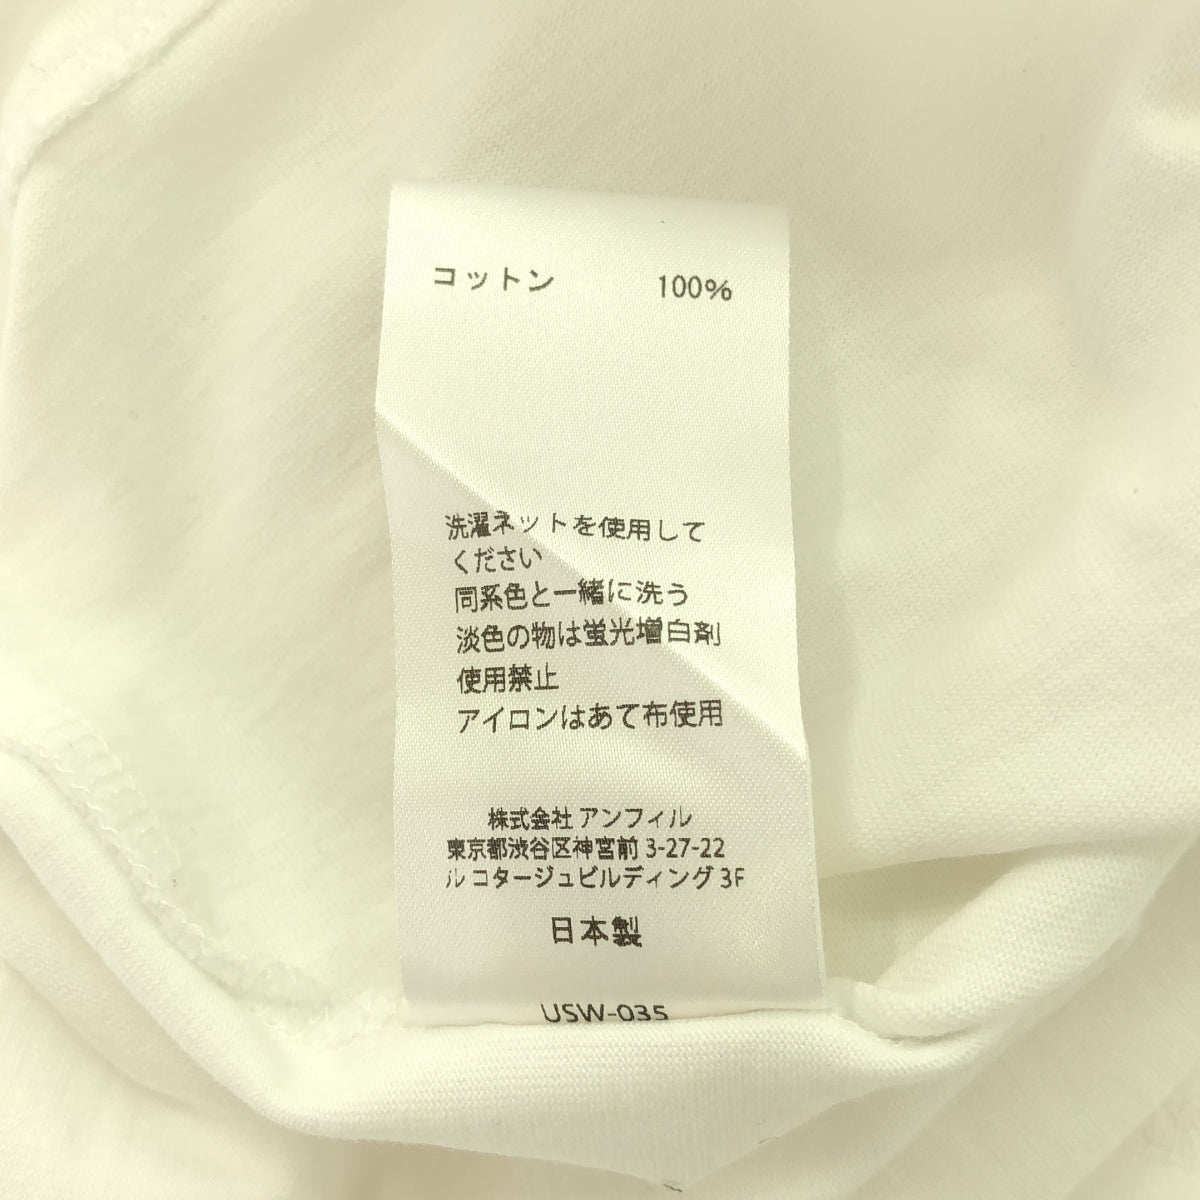 コットン 100%
洗濯ネットを使用して
ください
同系色と一緒に洗う
淡色の物は蛍光増白剤
使用禁止
アイロンはあて布使用
株式会社 アンフィル
東京都渋谷区神宮前 3-27-22
ル コタージュビルディング 3F
日本製
USW-035